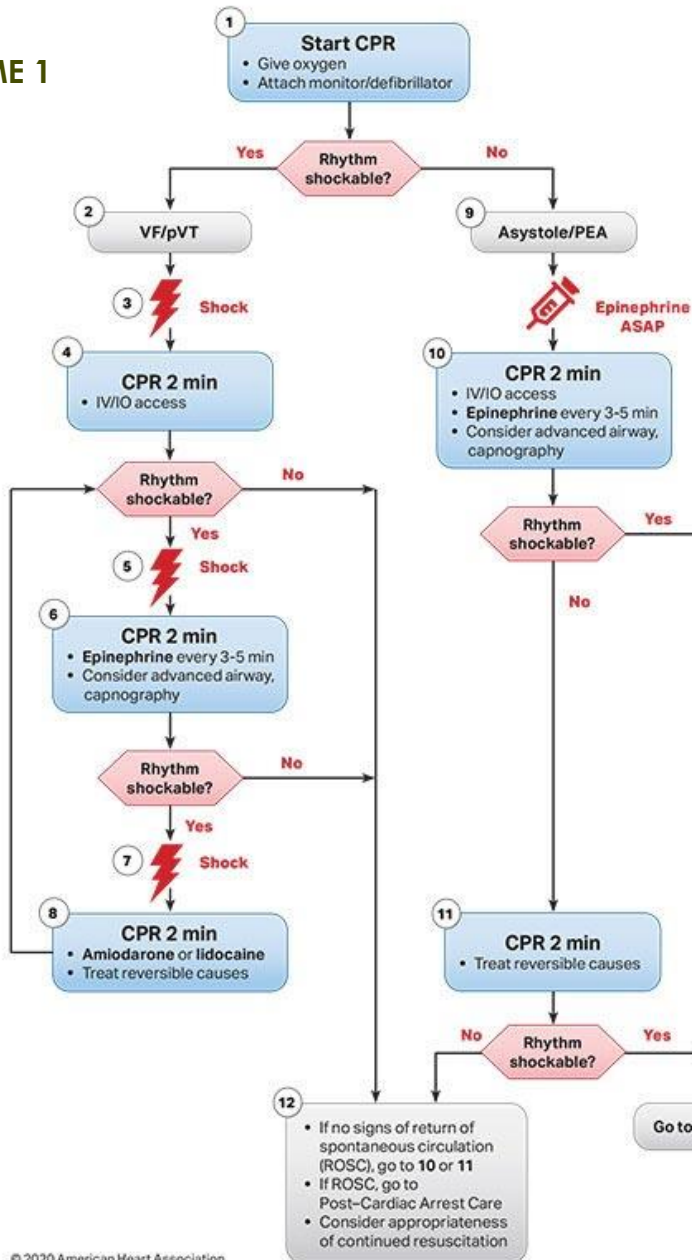 ME 1
1
Start CPR
• Give oxygen
• Attach monitor/defibrillator
Rhythm
shockable?
Yes
No
2
VF/pVT
9
Asystole/PEA
3
Shock
Epinephrine
ASAP
4
CPR 2 min
• IV/IO access
10
CPR 2 min
• IV/IO access
• Epinephrine every 3-5 min
• Consider advanced airway,
capnography
Rhythm
shockable?
No
Yes
Rhythm
shockable?
Yes
No
5
Shock
6
CPR 2 min
• Epinephrine every 3-5 min
• Consider advanced airway,
capnography
Rhythm
shockable?
No
Yes
7
Shock
8
CPR 2 min
• Amiodarone or lidocaine
• Treat reversible causes
11
CPR 2 min
• Treat reversible causes
Rhythm
shockable?
No
Yes
12
• If no signs of return of
spontaneous circulation
(ROSC), go to 10 or 11
• If ROSC, go to
Post–Cardiac Arrest Care
• Consider appropriateness
of continued resuscitation
Go to
© 2020 American Heart Association